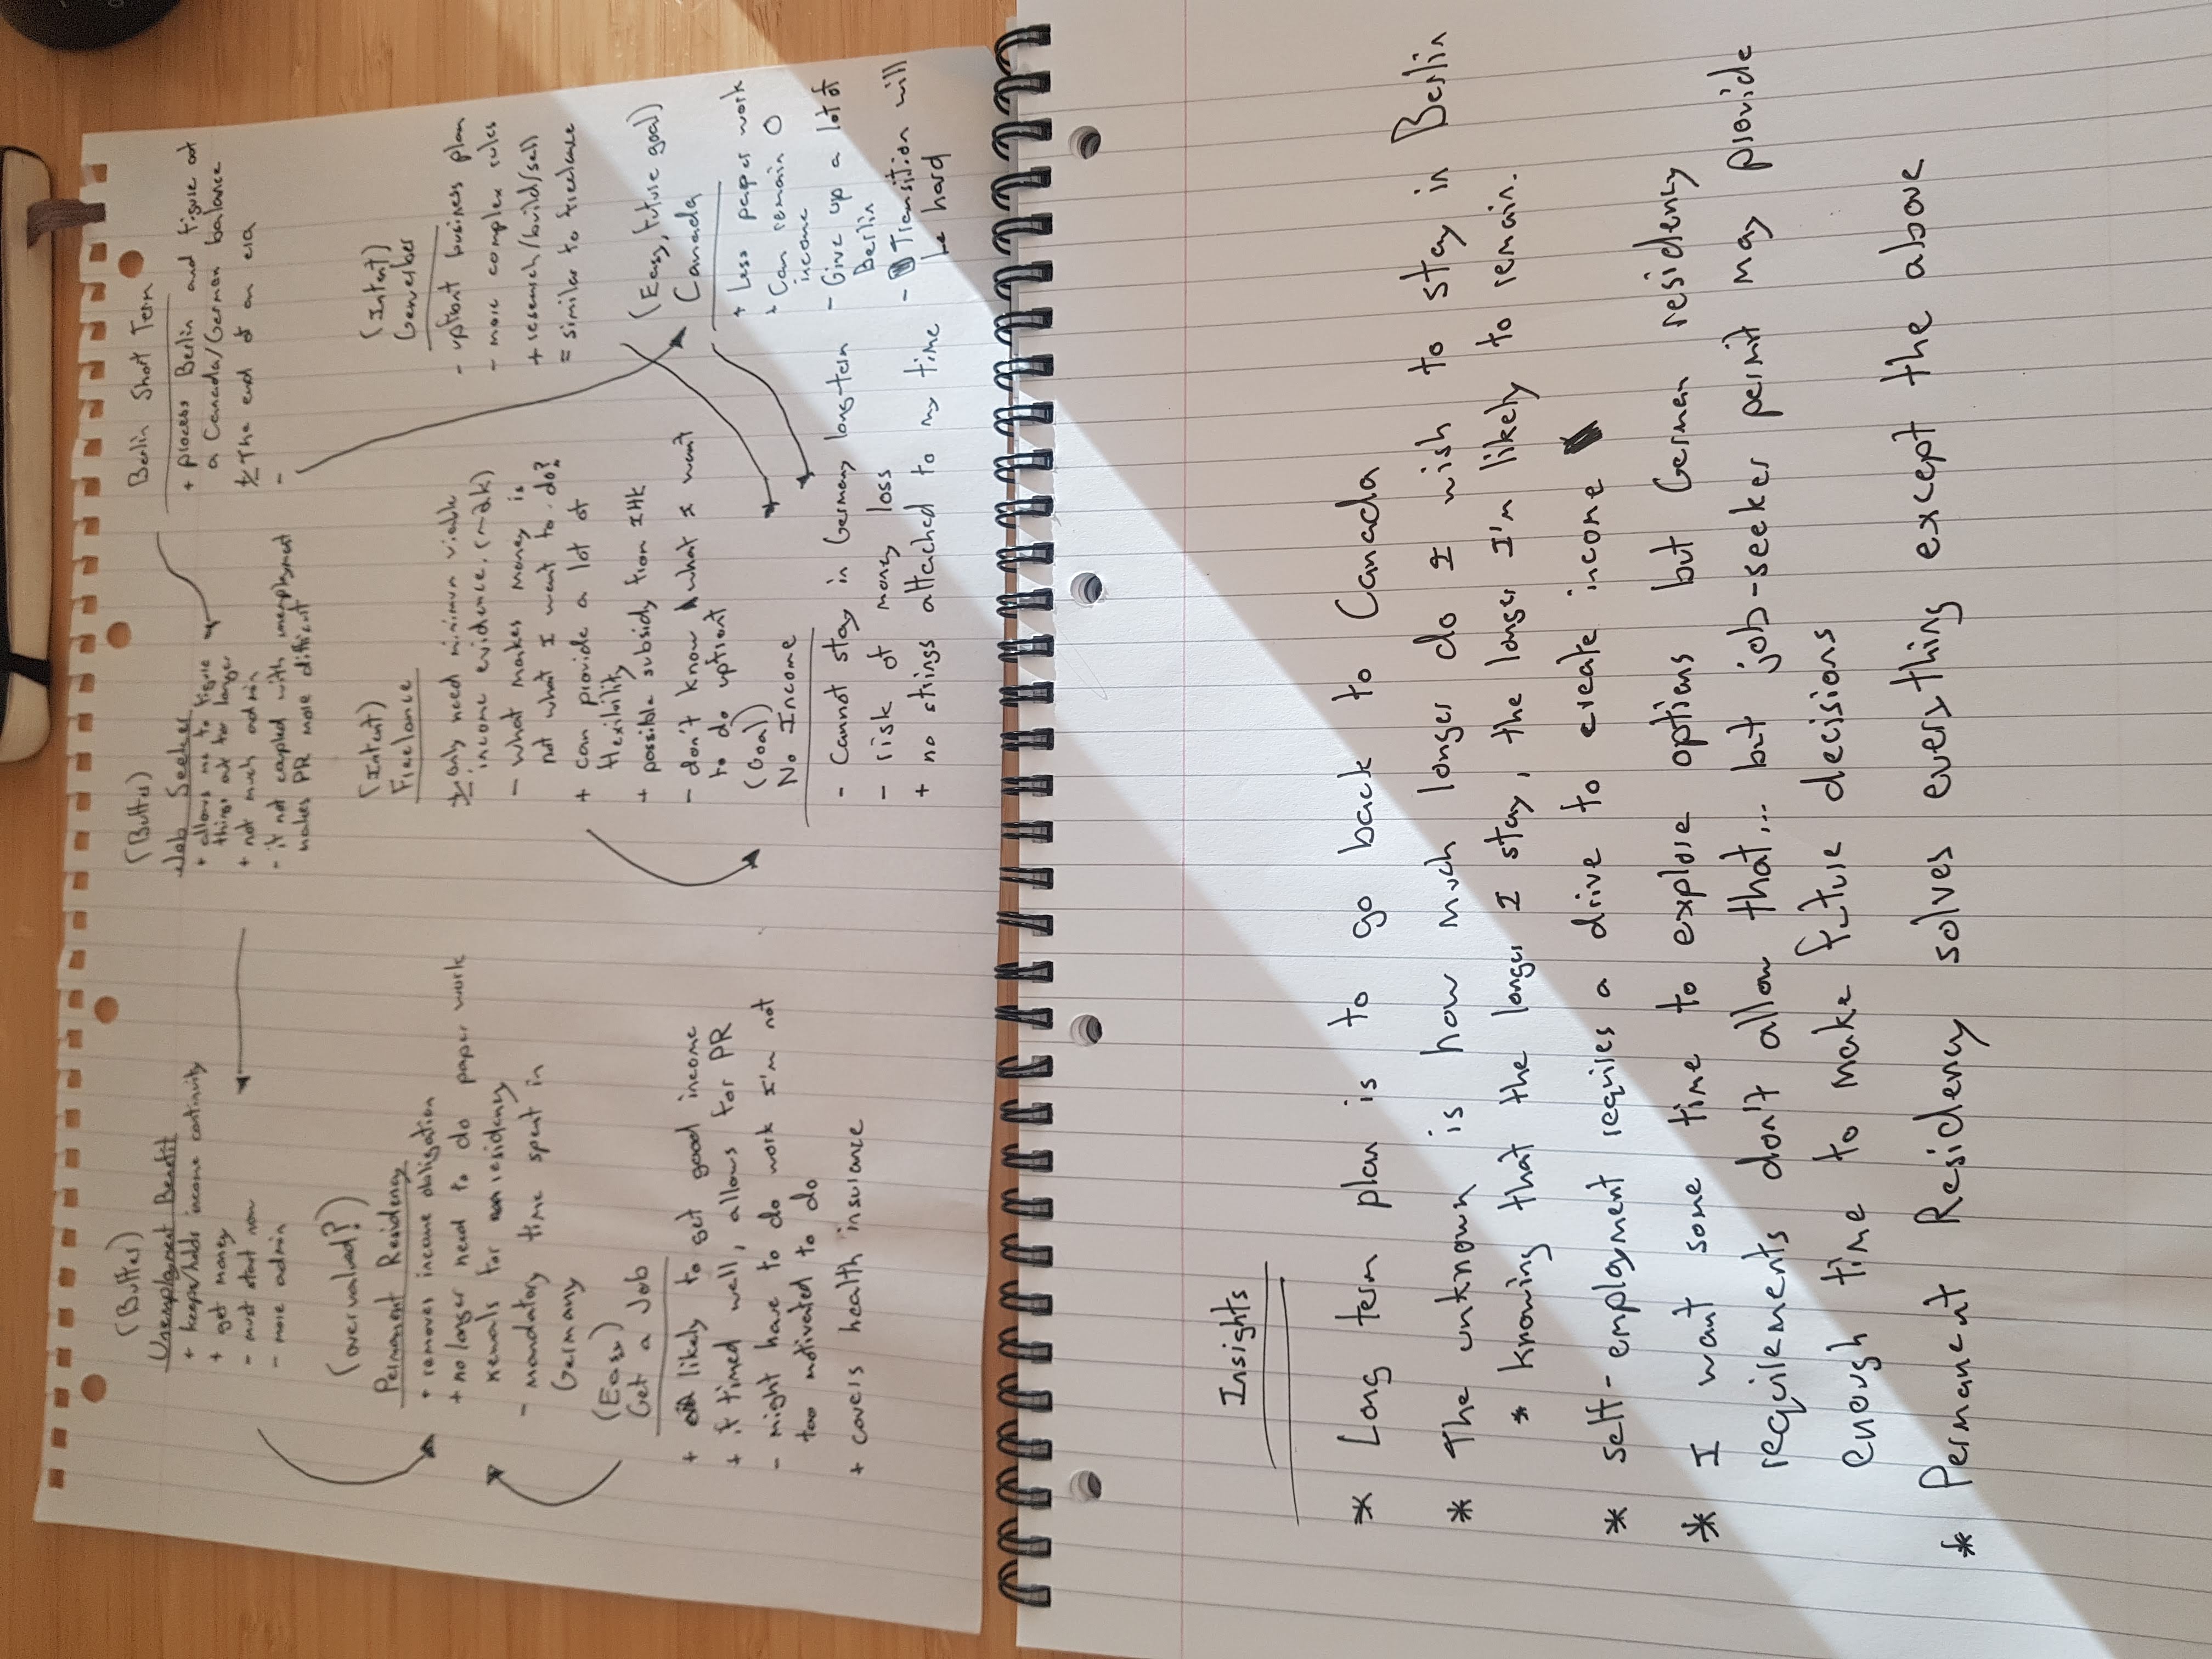 (Buffer)
Unemployment Benefit
+ keeps/holds income continuity
+ get money
- must start now
- more admin
(Buffer)
Job Seeker
+ allows me to figure
things out for longer
+ not much admin
- if not coupled with unemployment
makes PR more difficult
Berlin Short Term
+ process Berlin and figure out
a Canada/German balance
± The end of an era
-
(overvalued?)
Permanent Residency
+ removes income obligation
+ no longer need to do paper work
renewals for residency
- mandatory time spent in
Germany
(Intent)
Freelance
± only need minimum viable
income evidence. (~2k)
- what makes money is
not what I want to do?
+ can provide a lot of
flexibility
+ possible subsidy from IHK
- don't know what I want
to do upfront
(Intent)
Gewerber
- upfront business plan
- more complex rules
+ research/build/sell
= similar to freelance
(Easy)
Get a Job
+ likely to get good income
+ if timed well, allows for PR
- might have to do work I'm not
too motivated to do
+ covers health insurance
(Goal)
No Income
- Cannot stay in Germany long-term
- risk of money loss
+ no strings attached to my time
(Easy, future goal)
Canada
+ Less paper work
+ Can remain 0
income
- Give up a lot of
Berlin
- Transition will
be hard
Insights
* Long term plan is to go back to Canada
* The unknown is how much longer do I wish to stay in Berlin
* knowing that the longer I stay, the longer I'm likely to remain.
* self-employment requires a drive to create income
* I want some time to explore options but German residency
requirements don't allow that... but job-seeker permit may provide
enough time to make future decisions
* Permanent Residency solves everything except the above